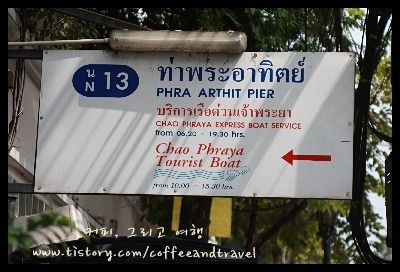 น
N 13
ท่าพระอาทิตย์
PHRA ARTHIT PIER
บริการเรือด่วนเจ้าพระยา
CHAO PHRAYA EXPRESS BOAT SERVICE
from 06.20 - 19.30 hrs.
Chao Phraya
Tourist Boat
from 10.00 - 15.30 hrs.
커피, 그리고 여행
www.tistory.com/coffeeandtravel